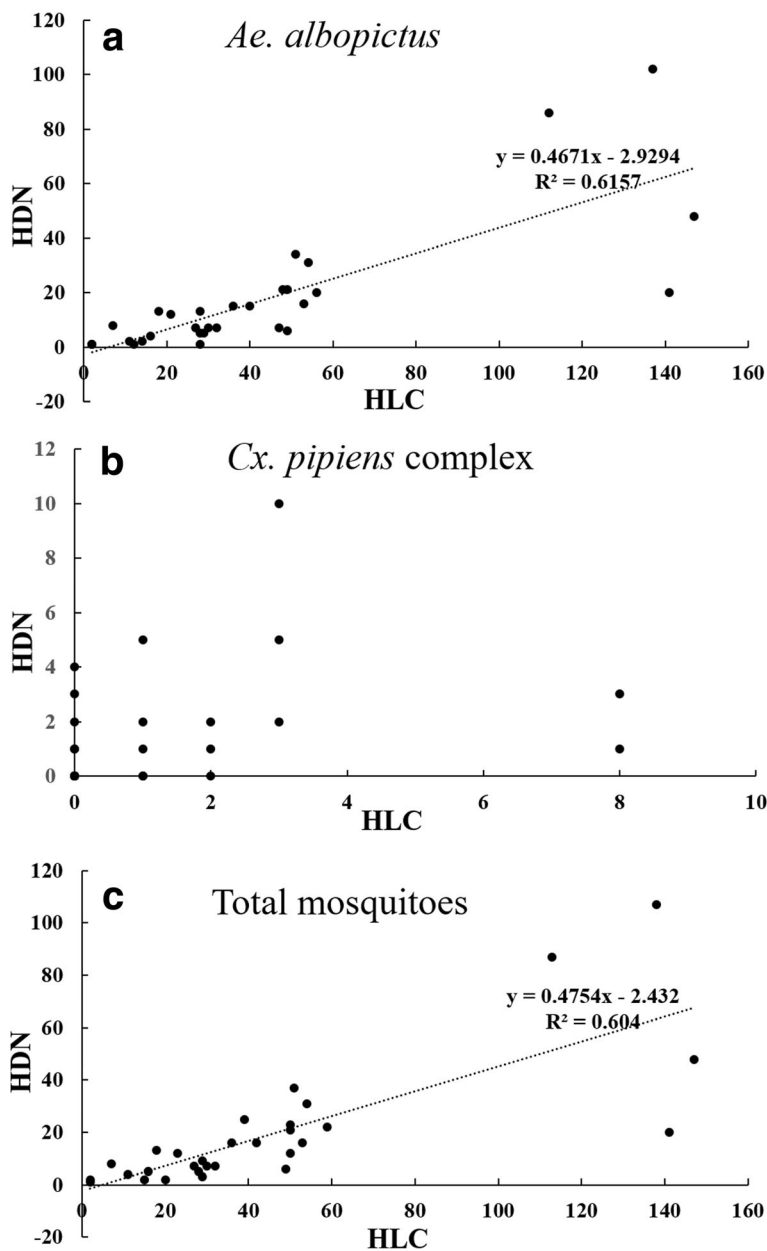 a Ae. albopictus
120
100
80
60
40
20
0
-20
HDN
y = 0.4671x - 2.9294
R² = 0.6157
0 20 40 60 80 100 120 140 160
HLC
b Cx. pipiens complex
12
10
8
6
4
2
0
HDN
0 2 4 6 8 10
HLC
c Total mosquitoes
120
100
80
60
40
20
0
-20
HDN
y = 0.4754x - 2.432
R² = 0.604
0 20 40 60 80 100 120 140 160
HLC